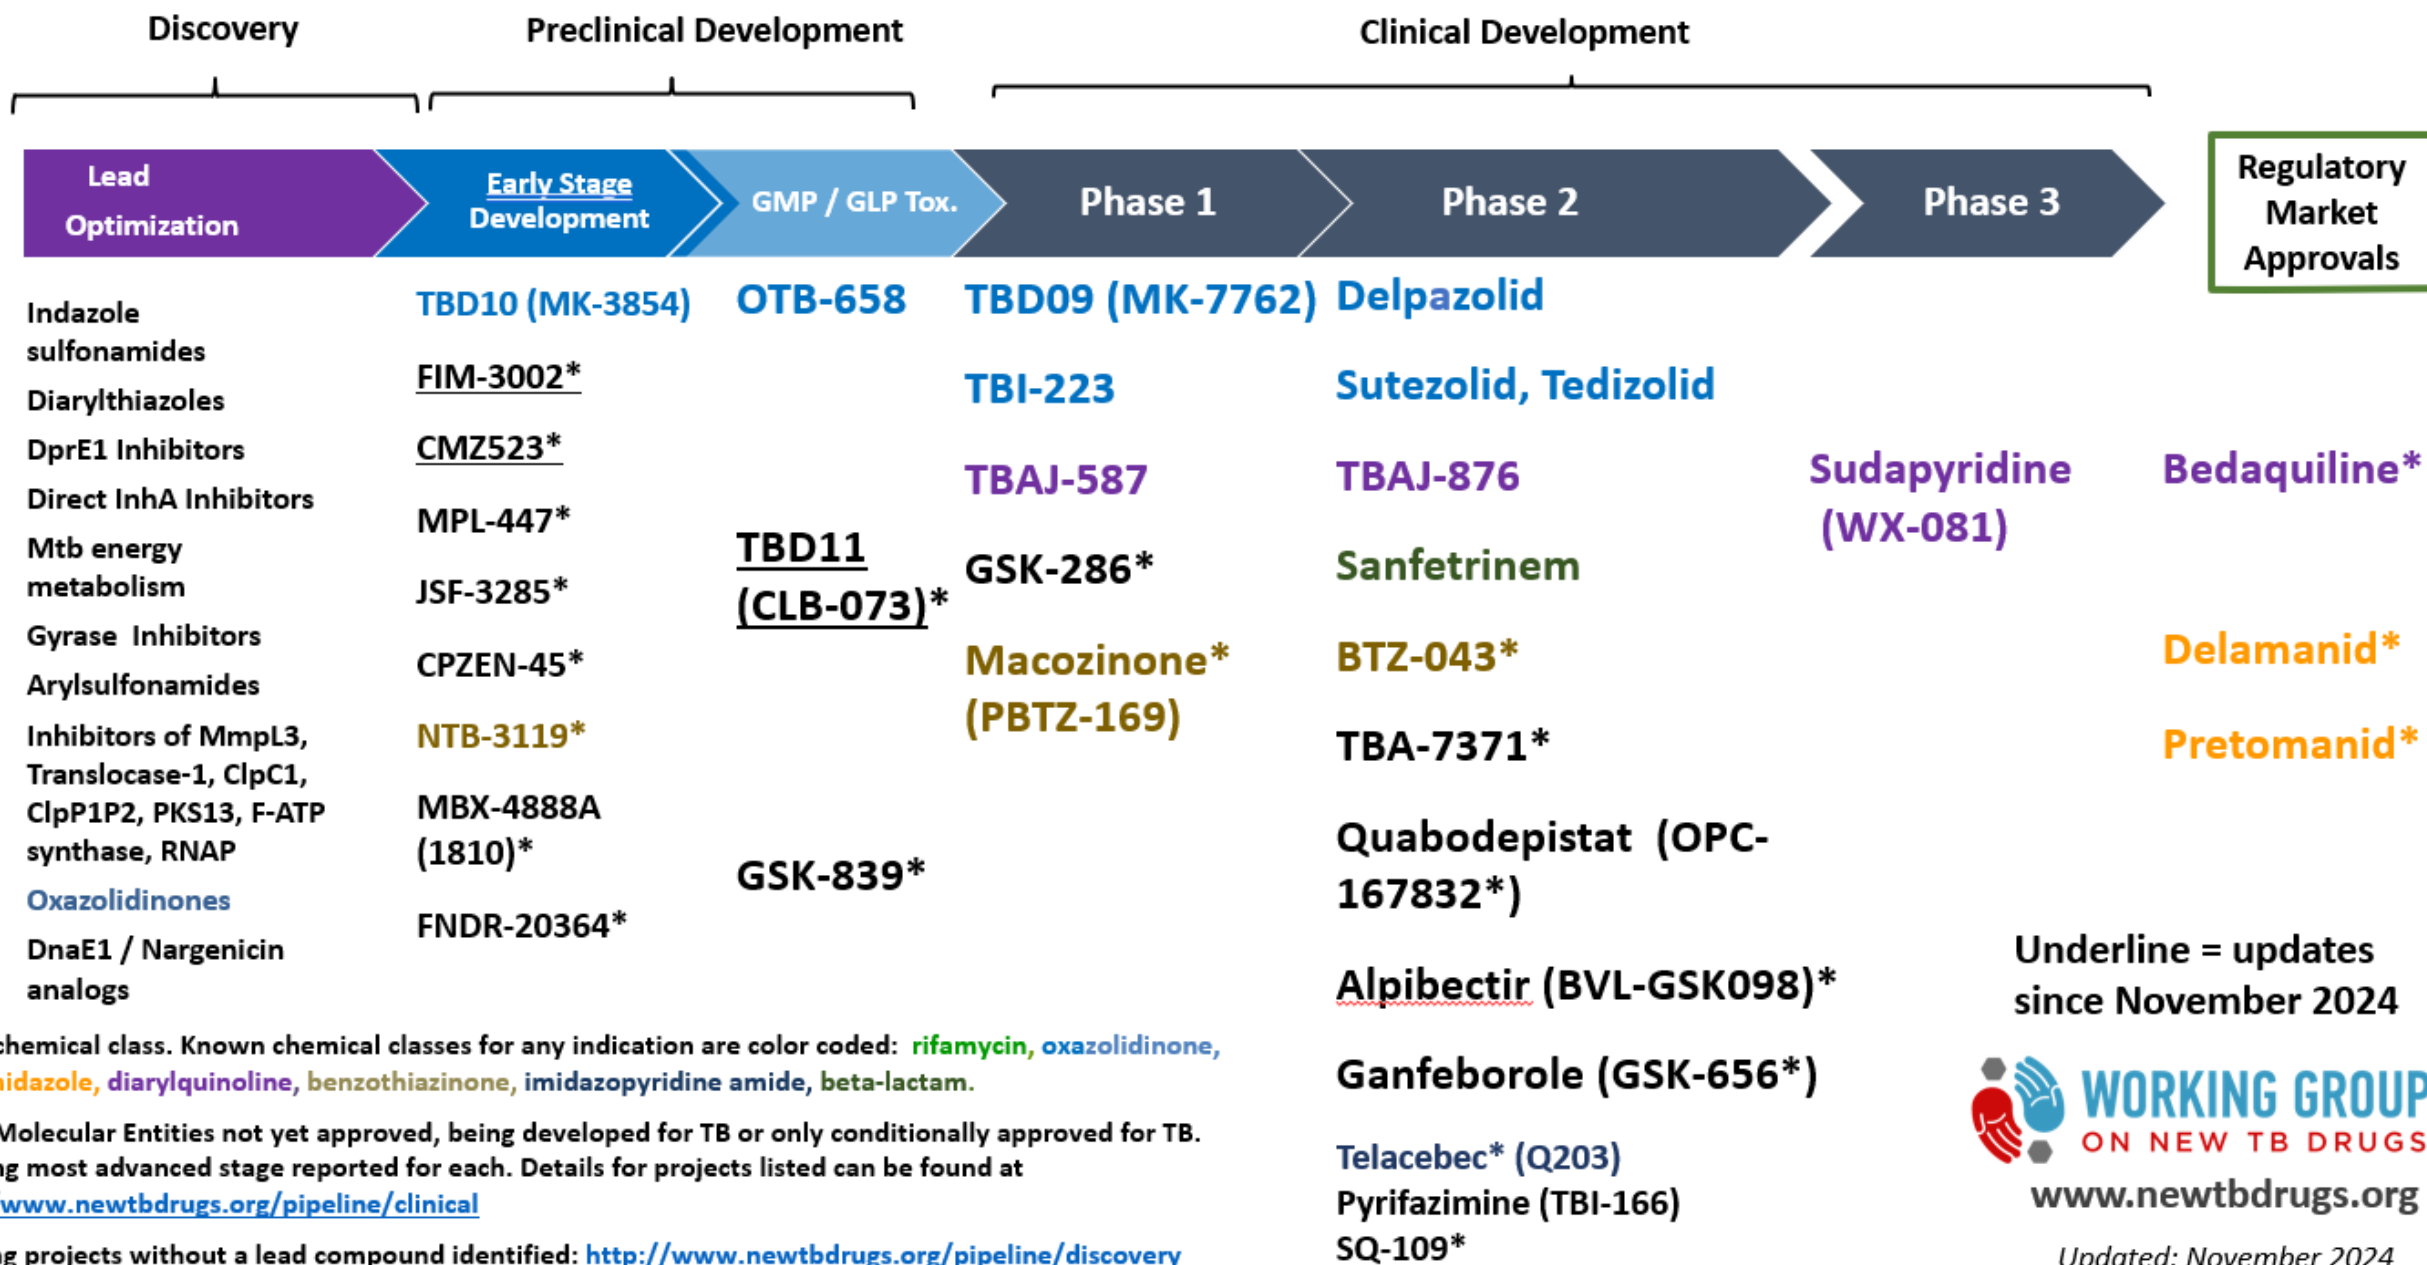 Discovery
Preclinical Development
Clinical Development
Lead
Optimization
Early Stage
Development
GMP / GLP Tox.
Phase 1
Phase 2
Phase 3
Regulatory
Market
Approvals
Indazole
sulfonamides
Diarylthiazoles
DprE1 Inhibitors
Direct InhA Inhibitors
Mtb energy
metabolism
Gyrase Inhibitors
Arylsulfonamides
Inhibitors of MmpL3,
Translocase-1, ClpC1,
ClpP1P2, PKS13, F-ATP
synthase, RNAP
Oxazolidinones
DnaE1 / Nargenicin
analogs
TBD10 (MK-3854)
FIM-3002*
CMZ523*
MPL-447*
JSF-3285*
CPZEN-45*
NTB-3119*
MBX-4888A
(1810)*
FNDR-20364*
OTB-658
TBD11
(CLB-073)*
GSK-839*
TBD09 (MK-7762)
TBI-223
TBAJ-587
GSK-286*
Macozinone*
(PBTZ-169)
Delpazolid
Sutezolid, Tedizolid
TBAJ-876
Sanfetrinem
BTZ-043*
TBA-7371*
Quabodepistat (OPC-
167832*)
Alpibectir (BVL-GSK098)*
Ganfeborole (GSK-656*)
Telacebec* (Q203)
Pyrifazimine (TBI-166)
SQ-109*
Sudapyridine
(WX-081)
Bedaquiline*
Delamanid*
Pretomanid*
Underline = updates
since November 2024
chemical class. Known chemical classes for any indication are color coded: rifamycin, oxazolidinone,
diarylquinoline, benzothiazinone, imidazopyridine amide, beta-lactam.
Molecular Entities not yet approved, being developed for TB or only conditionally approved for TB.
most advanced stage reported for each. Details for projects listed can be found at
www.newtbdrugs.org/pipeline/clinical
projects without a lead compound identified: http://www.newtbdrugs.org/pipeline/discovery
WORKING GROUP
ON NEW TB DRUGS
www.newtbdrugs.org
Updated: November 2024